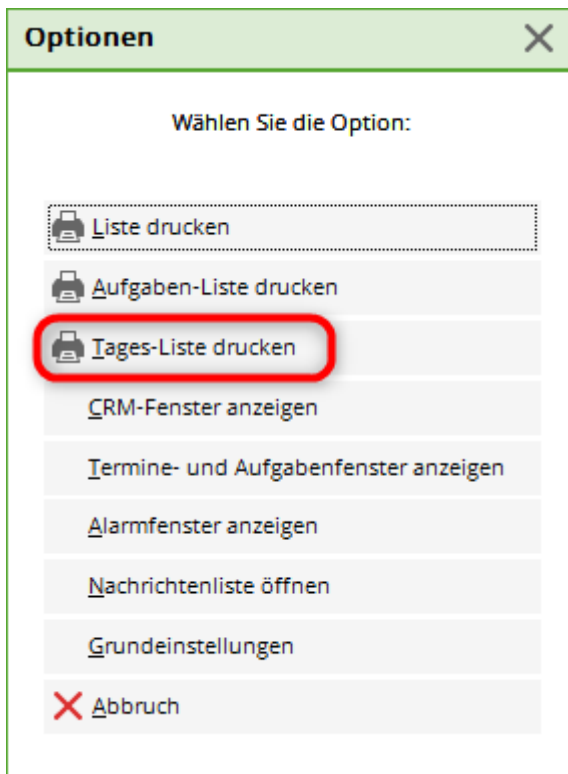 Optionen
Wählen Sie die Option:
Liste drucken
Aufgaben-Liste drucken
Tages-Liste drucken
CRM-Fenster anzeigen
Termine- und Aufgabenfenster anzeigen
Alarmfenster anzeigen
Nachrichtenliste öffnen
Grundeinstellungen
Abbruch